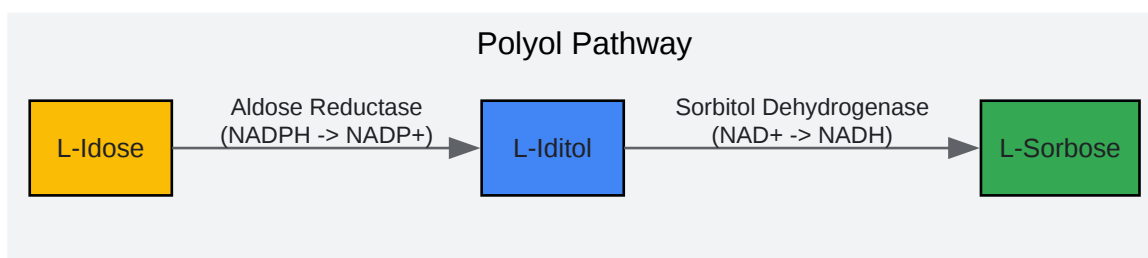 Polyol Pathway
Aldose Reductase
(NADPH -> NADP+)
Sorbitol Dehydrogenase
(NAD+ -> NADH)
L-Idose
L-Iditol
L-Sorbose